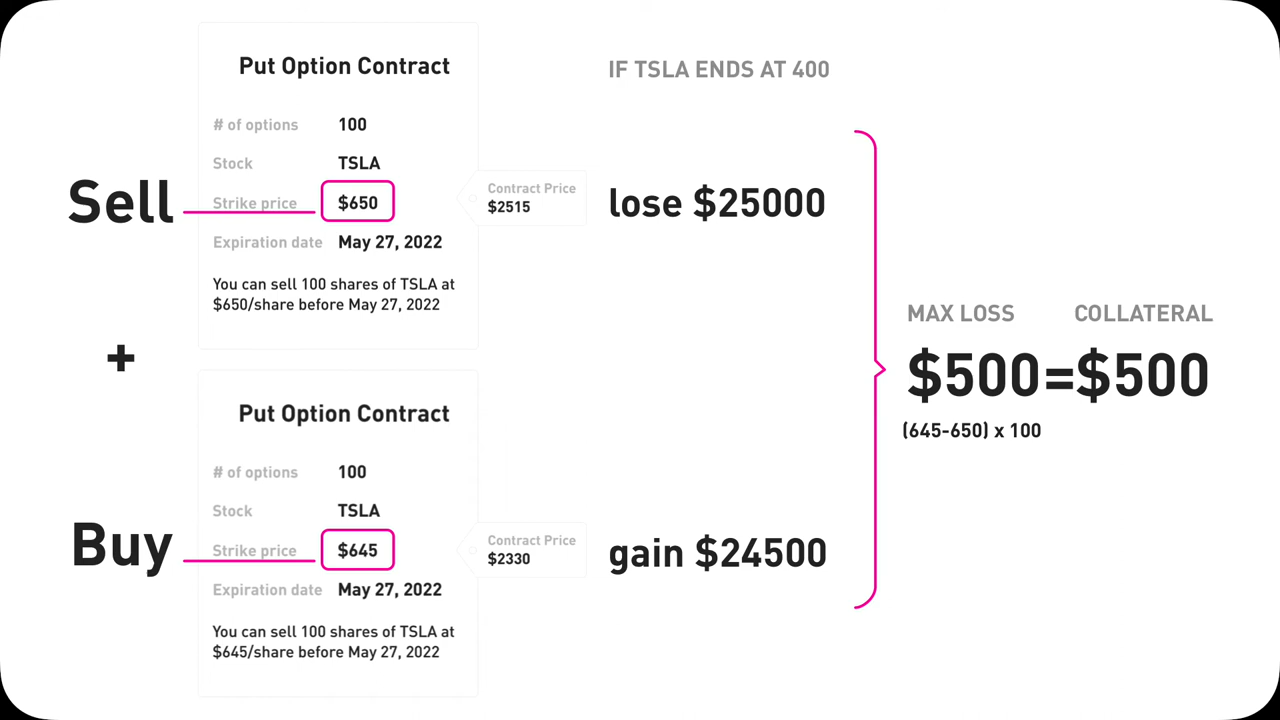 Put Option Contract
# of options 100
Stock TSLA
Sell
Strike price $650
Expiration date May 27, 2022
You can sell 100 shares of TSLA at
$650/share before May 27, 2022
Contract Price
$2515
IF TSLA ENDS AT 400
lose $25000
+
Put Option Contract
# of options 100
Stock TSLA
Buy
Strike price $645
Expiration date May 27, 2022
You can sell 100 shares of TSLA at
$645/share before May 27, 2022
Contract Price
$2330
gain $24500
MAX LOSS COLLATERAL
$500=$500
(645-650) x 100